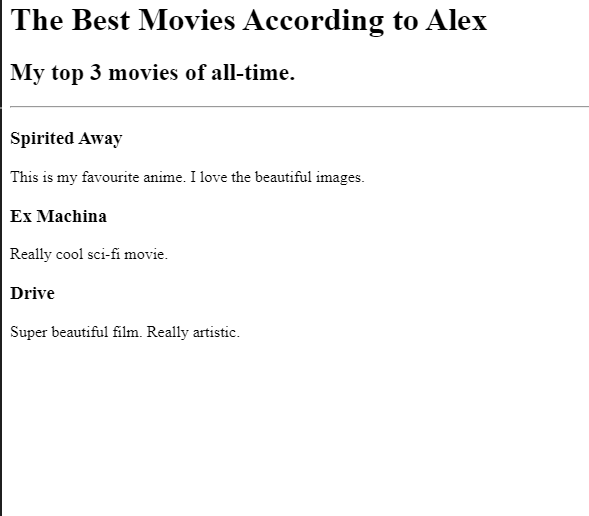 The Best Movies According to Alex
My top 3 movies of all-time.
Spirited Away
This is my favourite anime. I love the beautiful images.
Ex Machina
Really cool sci-fi movie.
Drive
Super beautiful film. Really artistic.